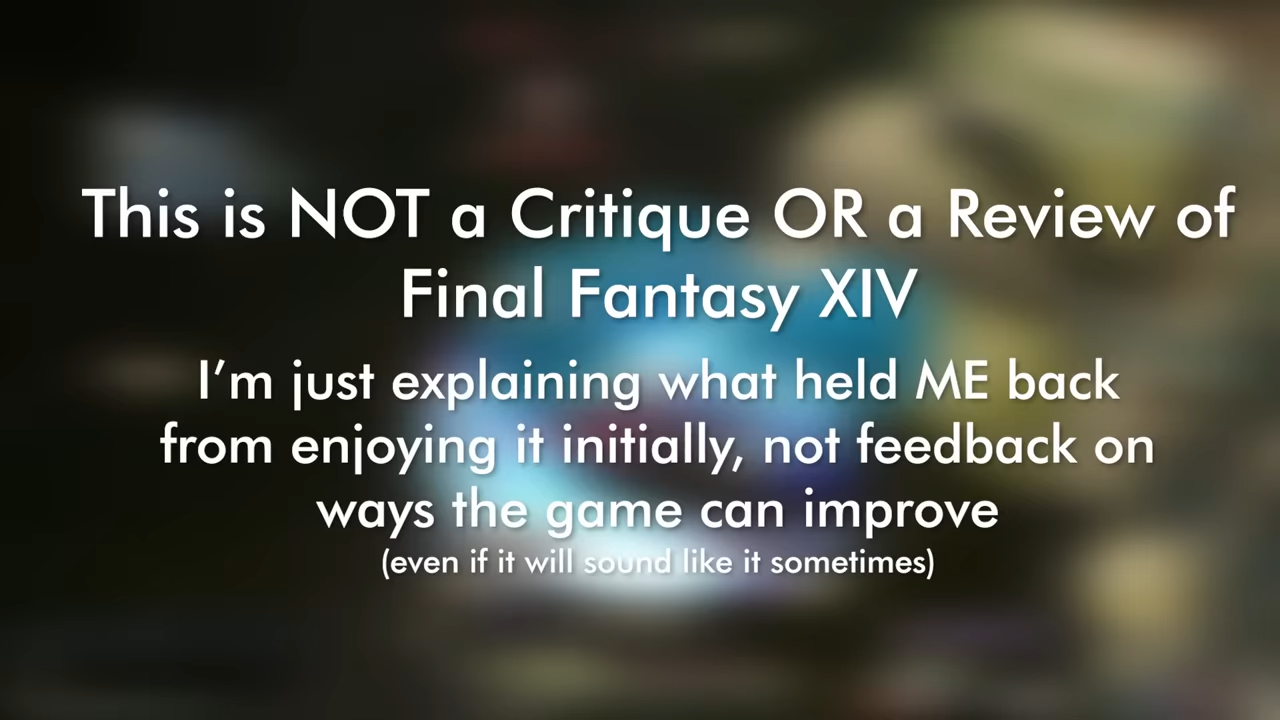 This is NOT a Critique OR a Review of
Final Fantasy XIV
I’m just explaining what held ME back
from enjoying it initially, not feedback on
ways the game can improve
(even if it will sound like it sometimes)